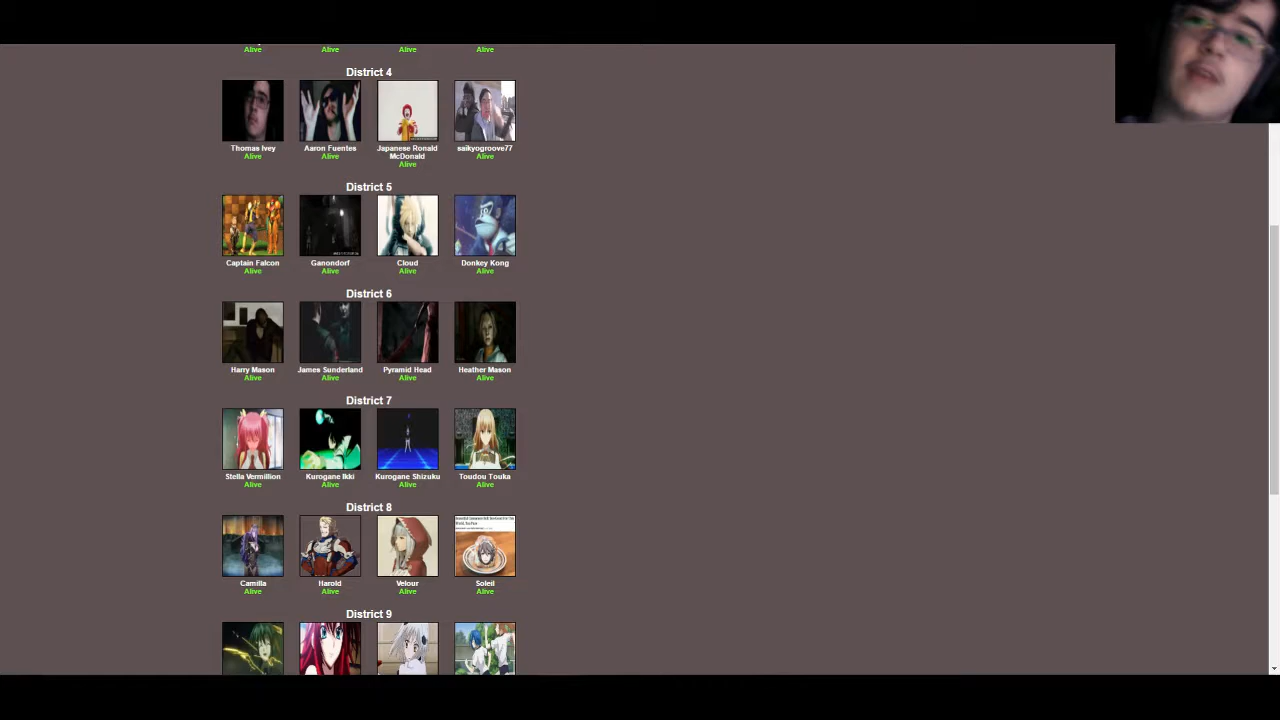 Alive Alive Alive Alive
District 4
Thomas Ivey Aaron Fuentes Japanese Ronald McDonald saikyogroove77
Alive Alive Alive Alive
District 5
Captain Falcon Ganondorf Cloud Donkey Kong
Alive Alive Alive Alive
District 6
Harry Mason James Sunderland Pyramid Head Heather Mason
Alive Alive Alive Alive
District 7
Stella Vermillion Kurogane Ikki Kurogane Shizuku Toudou Touka
Alive Alive Alive Alive
District 8
Camilla Harold Velour Soleil
Alive Alive Alive Alive
District 9